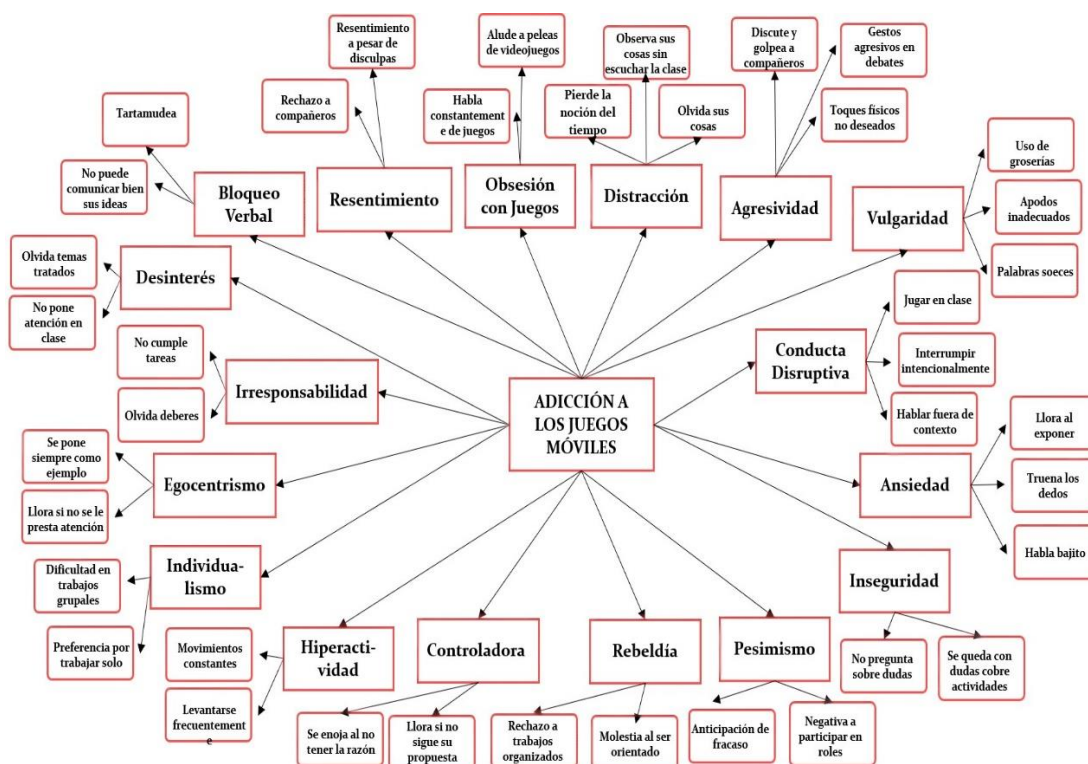 Resentimiento
a pesar de
disculpas
Alude a peleas
de videojuegos
Observa sus
cosas sin
escuchar la clase
Discute y
golpea a
compañeros
Gestos
agresivos en
debates
Tartamudea
Rechazo a
compañeros
Habla
constantement
e de juegos
Pierde la
noción del
tiempo
Olvida sus
cosas
Toques físicos
no deseados
No puede
comunicar bien
sus ideas
Bloqueo
Verbal
Resentimiento
Obsesión
con Juegos
Distracción
Agresividad
Vulgaridad
Uso de
groserías
Apodos
inadecuados
Palabras soeces
Olvida temas
tratados
No pone
atención en
clase
Desinterés
Jugar en clase
Interrumpir
intencionalmente
Hablar fuera de
contexto
Conducta
Disruptiva
No cumple
tareas
Olvida deberes
Irresponsabilidad
ADICCIÓN A
LOS JUEGOS
MÓVILES
Se pone
siempre como
ejemplo
Llora si no se le
presta atención
Egocentrismo
Ansiedad
Llora al
exponer
Truena los
dedos
Habla bajito
Dificultad en
trabajos
grupales
Preferencia por
trabajar solo
Individua-
lismo
Inseguridad
No pregunta
sobre dudas
Se queda con
dudas cobre
actividades
Movimientos
constantes
Levantarse
frecuentement
e
Hiperacti-
vidad
Controladora
Rebeldía
Pesimismo
Se enoja al no
tener la razón
Llora si no
sigue su
propuesta
Rechazo a
trabajos
organizados
Molestia al ser
orientado
Anticipación de
fracaso
Negativa a
participar en
roles